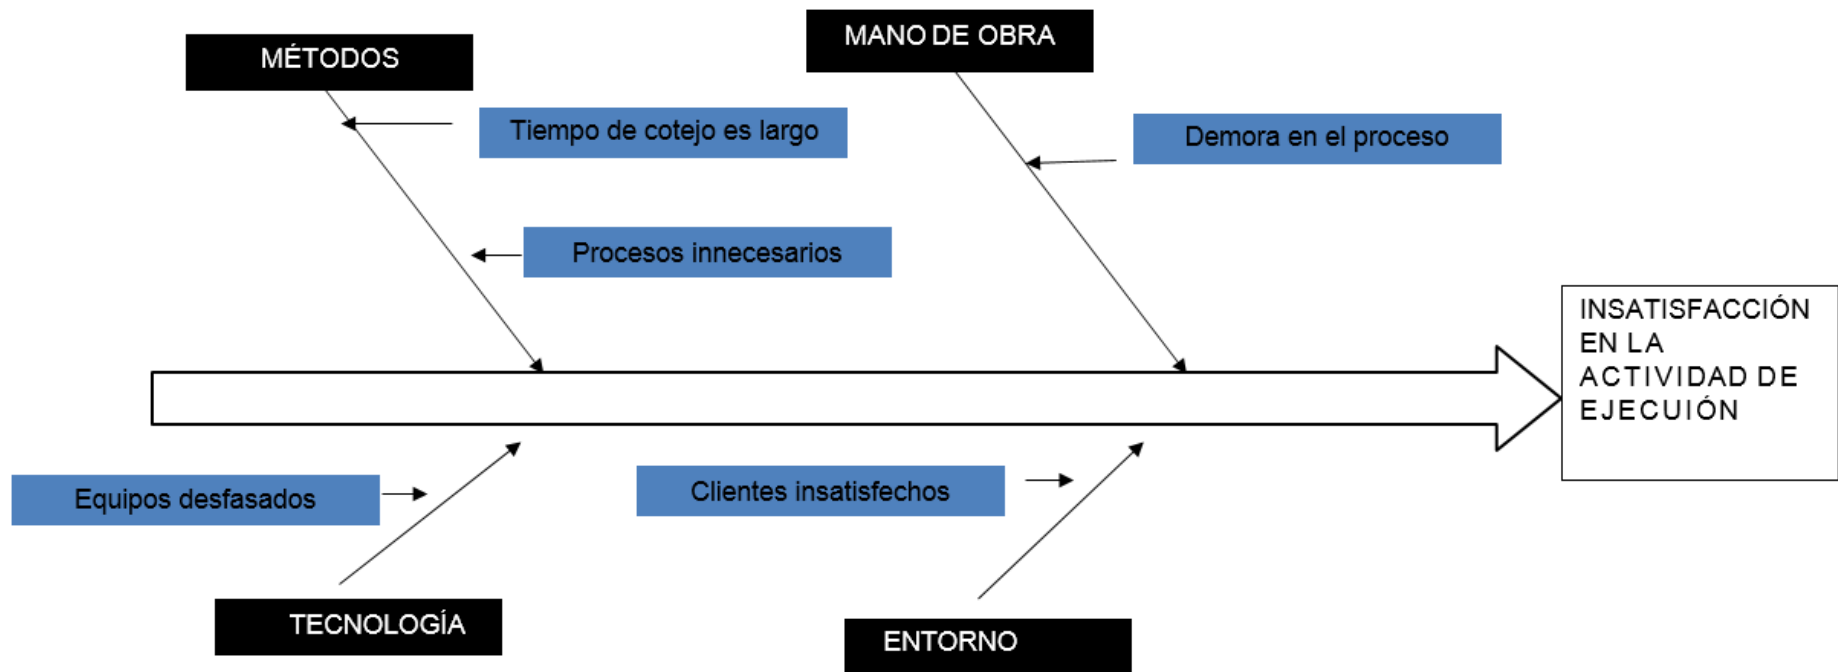 MÉTODOS
MANO DE OBRA
Tiempo de cotejo es largo
Demora en el proceso
Procesos innecesarios
INSATISFACCIÓN
EN LA
ACTIVIDAD DE
EJECUIÓN
Equipos desfasados
Clientes insatisfechos
TECNOLOGÍA
ENTORNO